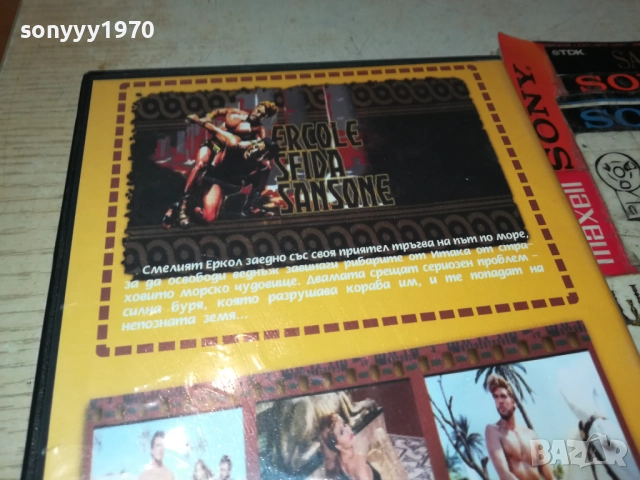 sonyyy1970
ERCOLE
SFIDA
SANSONE
Смелият Еркол заедно със своя приятел тръгва на път по море,
за да освободи веднъж завинаги рибарите от Итака от стра-
ховито морско чудовище. Двамата срещат сериозен проблем -
силна буря, която разрушава кораба им, и те попадат на
непозната земя...
TDK
SONY
maxell
BAZAR